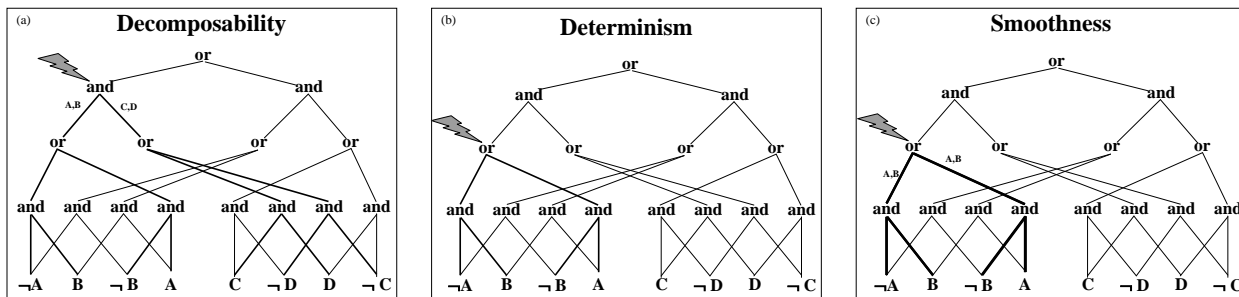 (a) Decomposability
or
and and
A,B C,D
or or or or
and and and and and and and and
¬A B ¬B A C ¬D D ¬C
(b) Determinism
or
and and
or or or or
and and and and and and and and
¬A B ¬B A C ¬D D ¬C
(c) Smoothness
or
and and
or or or or
A,B A,B
and and and and and and and and
¬A B ¬B A C ¬D D ¬C